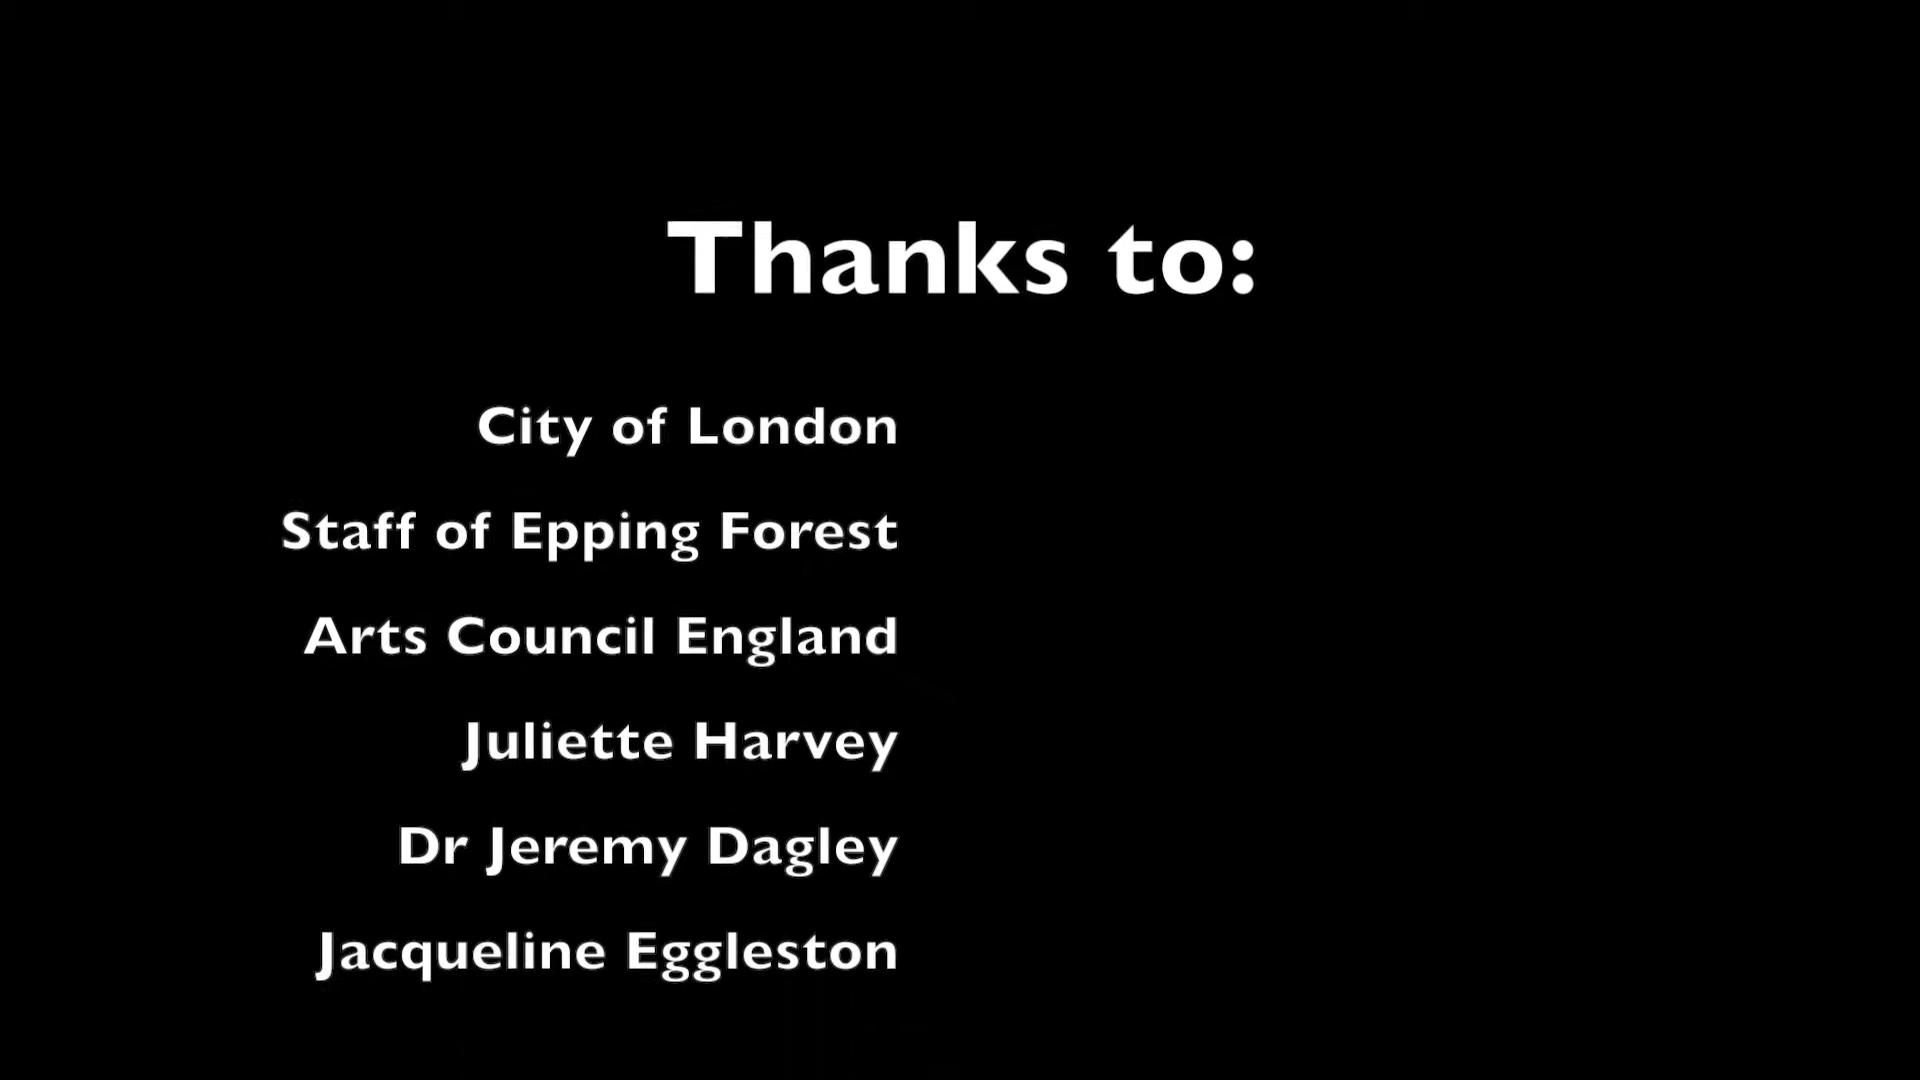 Thanks to:
City of London
Staff of Epping Forest
Arts Council England
Juliette Harvey
Dr Jeremy Dagley
Jacqueline Eggleston